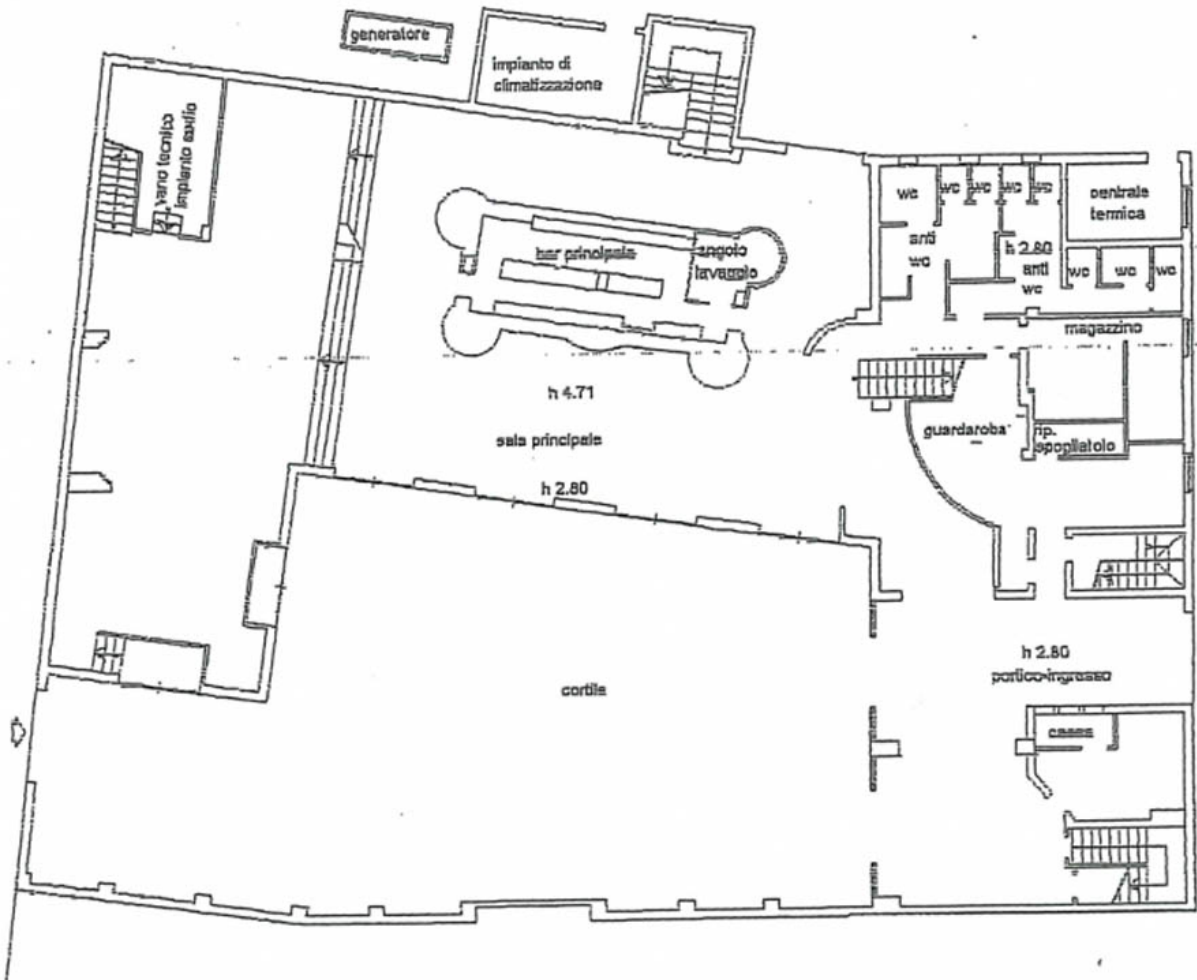 generatore
impianto di
climatizzazione
vano tecnico
impianto audio
wc
wc
wc
wc
wc
centrale
termica
bar principale
angolo
lavaggio
anti
wc
h 2.80
anti
wc
wc
wc
wc
magazzino
h 4.71
sala principale
h 2.80
guardaroba
rip.
spogliatoio
h 2.80
portico-ingresso
cortile
cassa